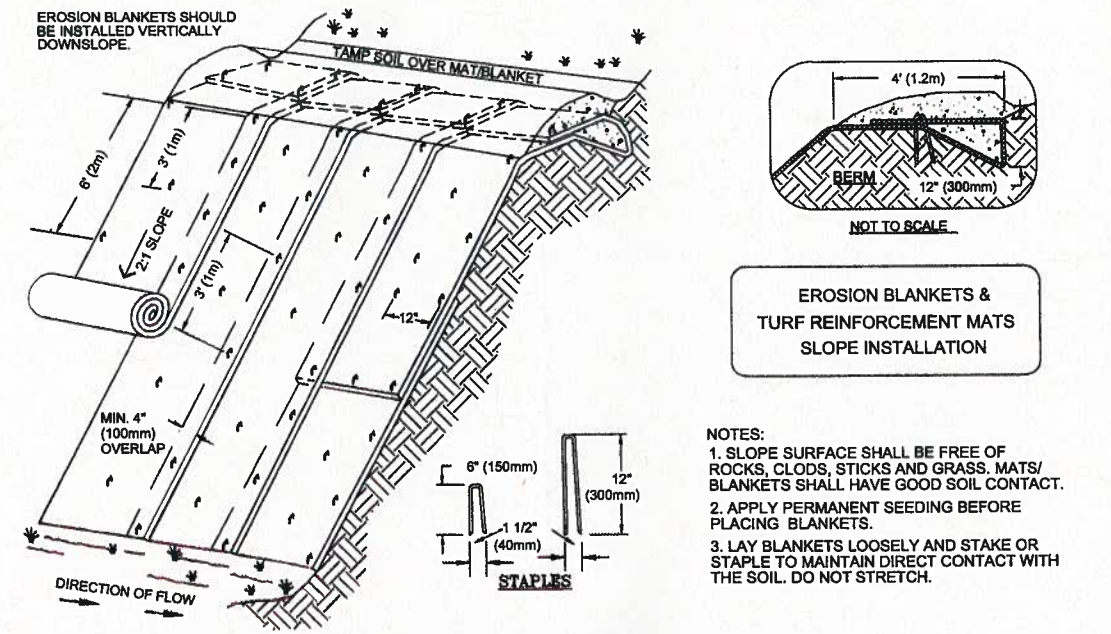 EROSION BLANKETS SHOULD
BE INSTALLED VERTICALLY
DOWNSLOPE.
TAMP SOIL OVER MAT/BLANKET
6' (2m)
3' (1m)
2:1 SLOPE
3' (1m)
12"
MIN. 4"
(100mm)
OVERLAP
DIRECTION OF FLOW
6" (150mm)
12"
(300mm)
1 1/2"
(40mm)
STAPLES
4' (1.2m)
BERM
12" (300mm)
NOT TO SCALE
EROSION BLANKETS &
TURF REINFORCEMENT MATS
SLOPE INSTALLATION
NOTES:
1. SLOPE SURFACE SHALL BE FREE OF
ROCKS, CLODS, STICKS AND GRASS. MATS/
BLANKETS SHALL HAVE GOOD SOIL CONTACT.
2. APPLY PERMANENT SEEDING BEFORE
PLACING BLANKETS.
3. LAY BLANKETS LOOSELY AND STAKE OR
STAPLE TO MAINTAIN DIRECT CONTACT WITH
THE SOIL. DO NOT STRETCH.